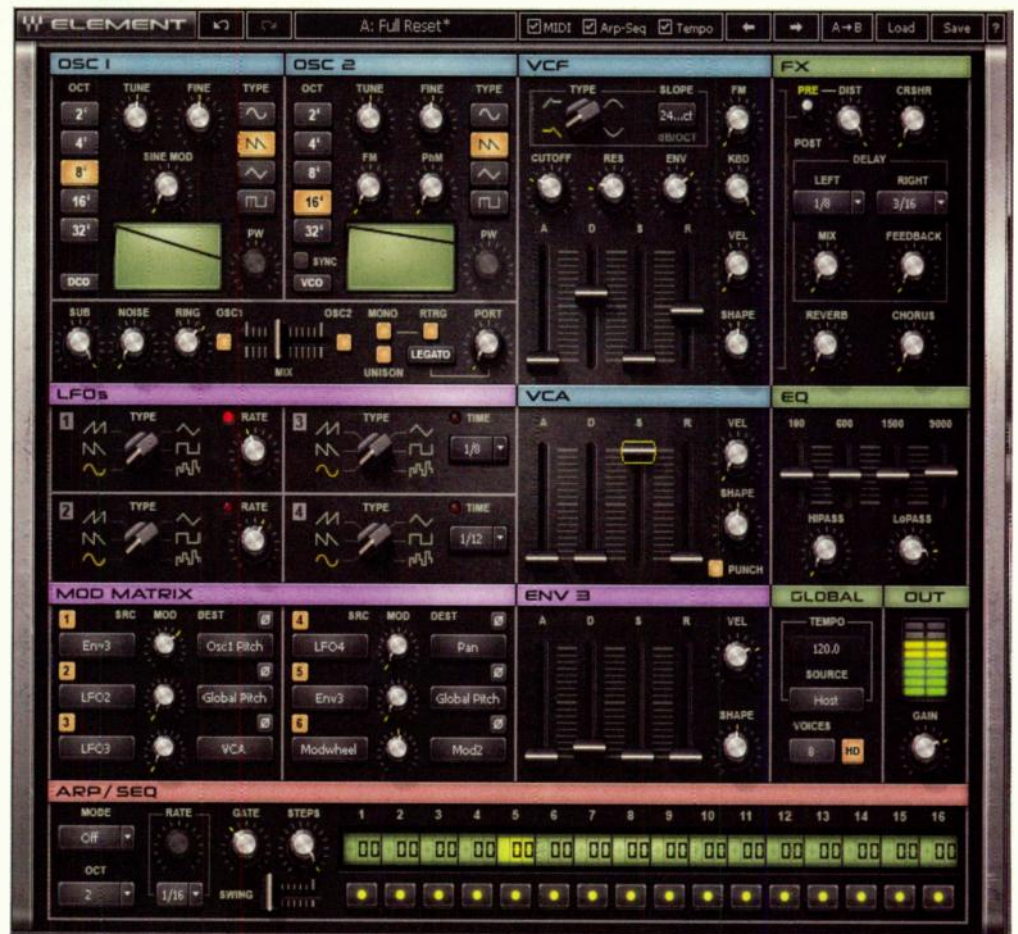 W ELEMENT A: Full Reset* MIDI Arp-Seq Tempo A→B Load Save ?
OSC 1 OSC 2 VCF FX
OCT TUNE FINE TYPE OCT TUNE FINE TYPE TYPE SLOPE FM PRE DIST CRSHR
2' 2' 24...ct
dB/OCT POST
4' 4' DELAY
SINE MOD FM PhM CUTOFF RES ENV KBD
8' 8' LEFT RIGHT
16' 16' 1/8 3/16
32' PW 32' PW A D S R VEL MIX FEEDBACK
SYNC
DCO VCO
SUB NOISE RING OSC1 OSC2 MONO RTRG PORT SHAPE REVERB CHORUS
LEGATO
MIX UNISON
LFOs VCA EQ
1 TYPE RATE 3 TYPE TIME A D S R VEL 100 600 1500 9000
1/8
SHAPE
2 TYPE RATE 4 TYPE TIME HIPASS LoPASS
1/12
PUNCH
MOD MATRIX ENV 3 GLOBAL OUT
1 SRC MOD DEST Ø 4 SRC MOD DEST Ø A D S R VEL TEMPO
Env3 Osc1 Pitch LFO4 Pan 120.0
2 Ø 5 Ø SOURCE
LFO2 Global Pitch Env3 Global Pitch Host
3 Ø 6 Ø SHAPE VOICES GAIN
LFO3 VCA Modwheel Mod2 8 HD
ARP/SEQ
MODE RATE GATE STEPS 1 2 3 4 5 6 7 8 9 10 11 12 13 14 15 16
Off 00 00 00 00 00 00 00 00 00 00 00 00 00 00 00 00
OCT
2 1/16 SWING